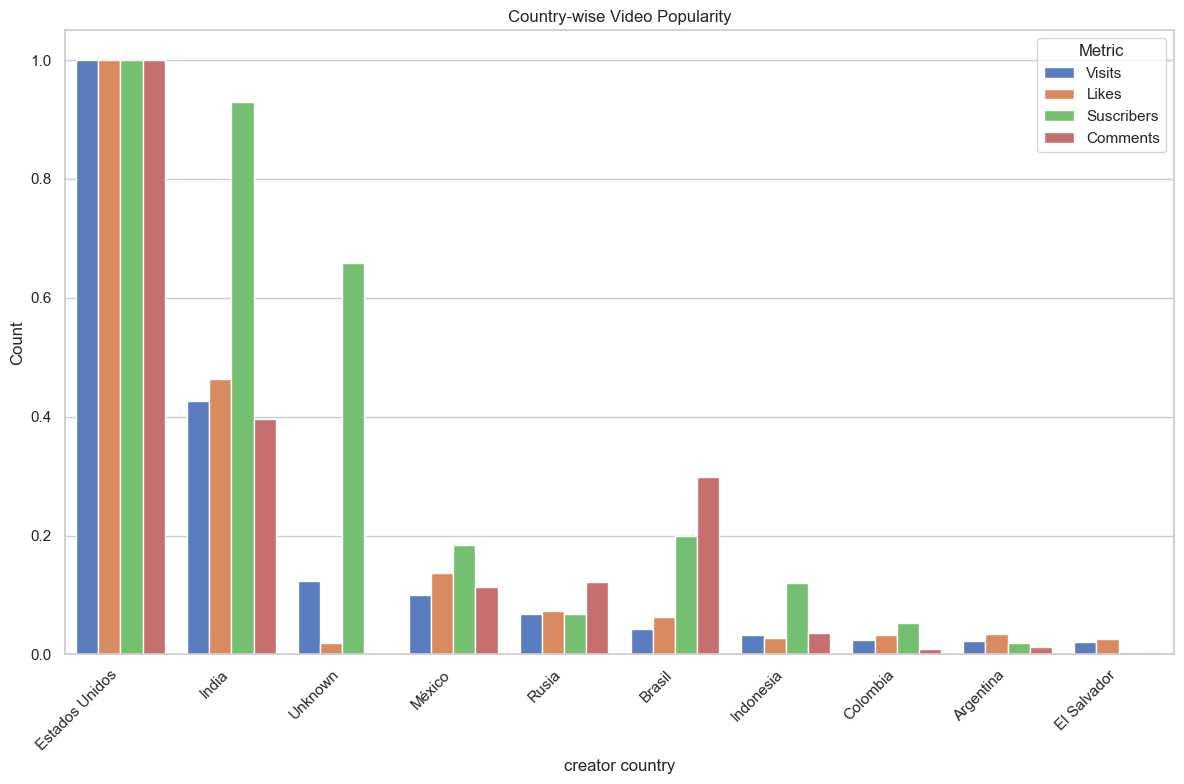 Country-wise Video Popularity
Metric
Visits
Likes
Suscribers
Comments
Count
1.0
0.8
0.6
0.4
0.2
0.0
Estados Unidos
India
Unknown
México
Rusia
Brasil
Indonesia
Colombia
Argentina
El Salvador
creator country